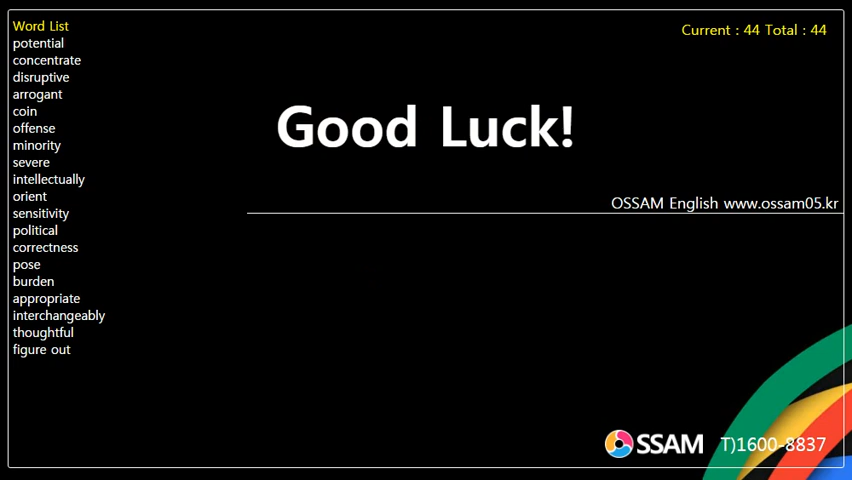 Word List
potential
concentrate
disruptive
arrogant
coin
offense
minority
severe
intellectually
orient
sensitivity
political
correctness
pose
burden
appropriate
interchangeably
thoughtful
figure out
Current : 44 Total : 44
Good Luck!
OSSAM English www.ossam05.kr
OSSAM T)1600-8837